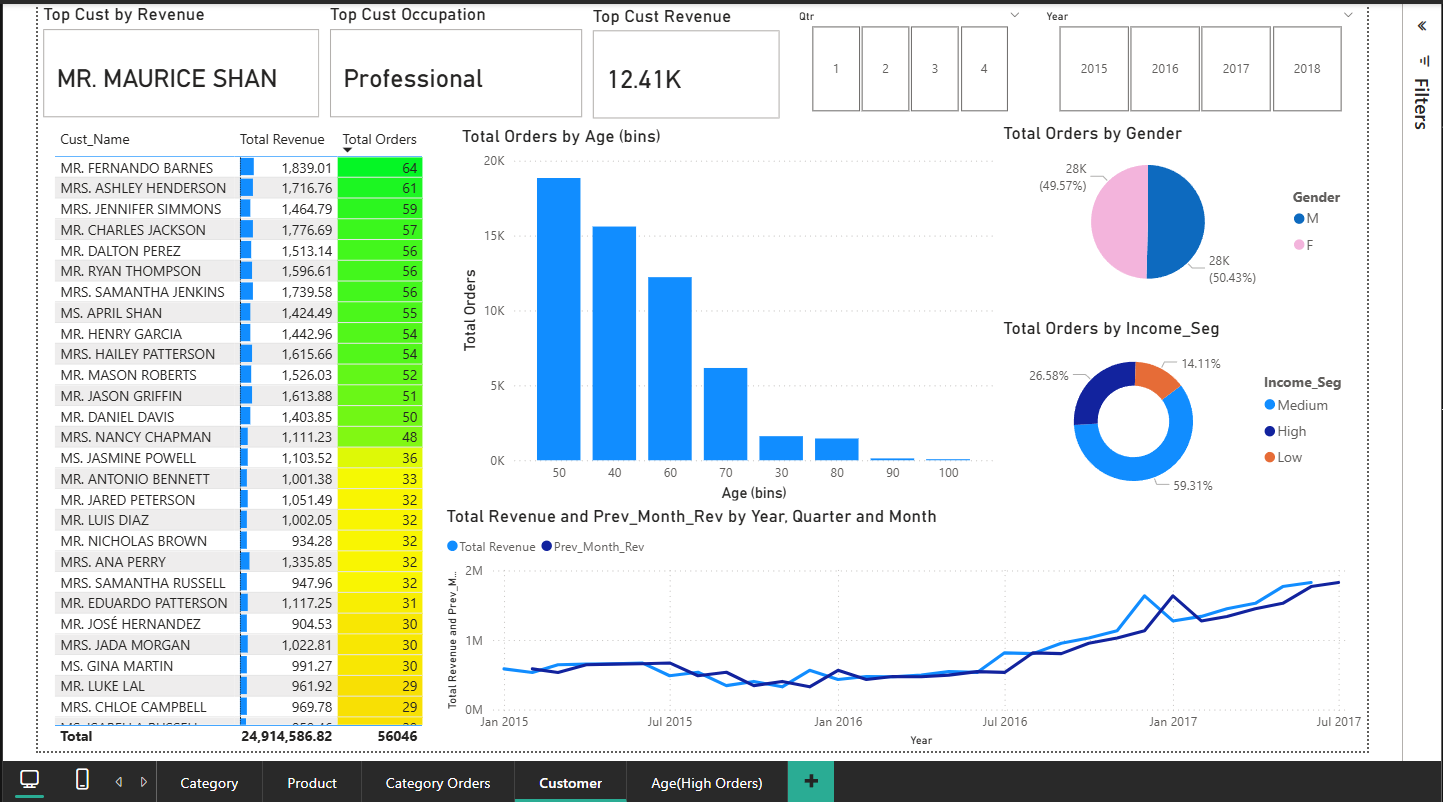 Top Cust by Revenue
MR. MAURICE SHAN
Top Cust Occupation
Professional
Top Cust Revenue
12.41K
Qtr
1 2 3 4
Year
2015 2016 2017 2018
Filters
Cust_Name Total Revenue Total Orders
MR. FERNANDO BARNES 1,839.01 64
MRS. ASHLEY HENDERSON 1,716.76 61
MRS. JENNIFER SIMMONS 1,464.79 59
MR. CHARLES JACKSON 1,776.69 57
MR. DALTON PEREZ 1,513.14 56
MR. RYAN THOMPSON 1,596.61 56
MRS. SAMANTHA JENKINS 1,739.58 56
MS. APRIL SHAN 1,424.49 55
MR. HENRY GARCIA 1,442.96 54
MRS. HAILEY PATTERSON 1,615.66 54
MR. MASON ROBERTS 1,526.03 52
MR. JASON GRIFFIN 1,613.88 51
MR. DANIEL DAVIS 1,403.85 50
MRS. NANCY CHAPMAN 1,111.23 48
MS. JASMINE POWELL 1,103.52 36
MR. ANTONIO BENNETT 1,001.38 33
MR. JARED PETERSON 1,051.49 32
MR. LUIS DIAZ 1,002.05 32
MR. NICHOLAS BROWN 934.28 32
MRS. ANA PERRY 1,335.85 32
MRS. SAMANTHA RUSSELL 947.96 32
MR. EDUARDO PATTERSON 1,117.25 31
MR. JOSÉ HERNANDEZ 904.53 30
MRS. JADA MORGAN 1,022.81 30
MS. GINA MARTIN 991.27 30
MR. LUKE LAL 961.92 29
MRS. CHLOE CAMPBELL 969.78 29
Total 24,914,586.82 56046
Total Orders by Age (bins)
Total Orders
20K
15K
10K
5K
0K
50 40 60 70 30 80 90 100
Age (bins)
Total Orders by Gender
28K
(49.57%)
28K
(50.43%)
Gender
M
F
Total Orders by Income_Seg
14.11%
26.58%
59.31%
Income_Seg
Medium
High
Low
Total Revenue and Prev_Month_Rev by Year, Quarter and Month
Total Revenue Prev_Month_Rev
Total Revenue and Prev_M...
2M
1M
0M
Jan 2015 Jul 2015 Jan 2016 Jul 2016 Jan 2017 Jul 2017
Year
Category Product Category Orders Customer Age(High Orders) +